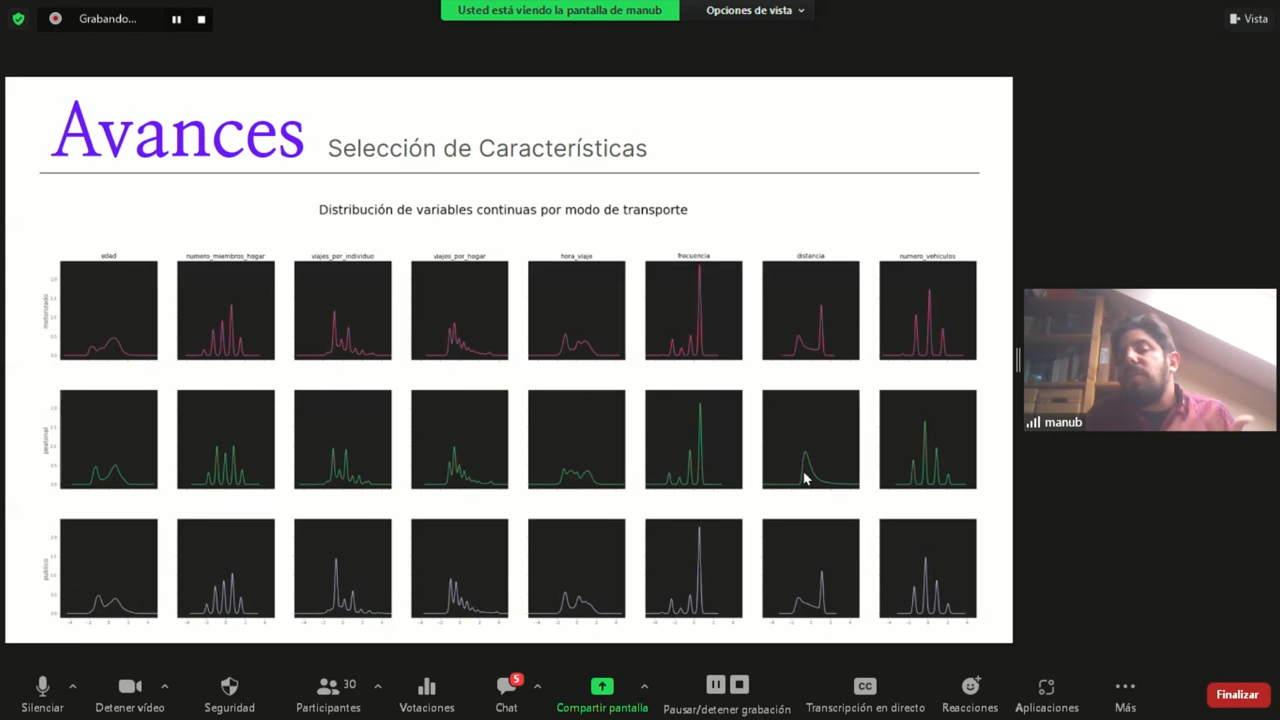 Grabando...
Usted está viendo la pantalla de manub
Opciones de vista
Vista
Avances Selección de Características
Distribución de variables continuas por modo de transporte
edad numero_miembros_hogar viajes_por_individuo viajes_por_hogar hora_viaje frecuencia distancia numero_vehiculos
motorizado
peatonal
publico
manub
30
5
Silenciar Detener vídeo Seguridad Participantes Votaciones Chat Compartir pantalla Pausar/detener grabación CC Transcripción en directo Reacciones Aplicaciones Más
Finalizar